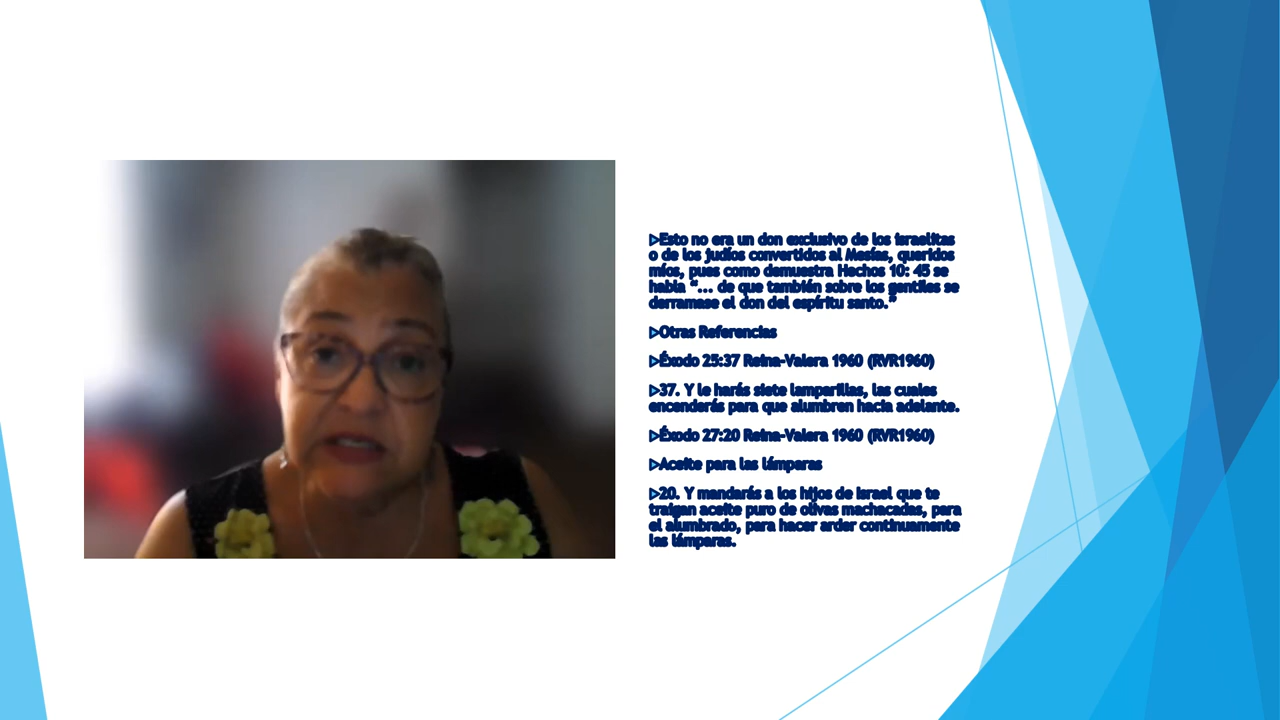 Esto no era un don exclusivo de los israelitas
o de los judíos convertidos al Mesías, queridos
míos, pues como demuestra Hechos 10: 45 se
habla “... de que también sobre los gentiles se
derramase el don del espíritu santo.”
Otras Referencias
Éxodo 25:37 Reina-Valera 1960 (RVR1960)
37. Y le harás siete lamparillas, las cuales
encenderás para que alumbren hacia adelante.
Éxodo 27:20 Reina-Valera 1960 (RVR1960)
Aceite para las lámparas
20. Y mandarás a los hijos de Israel que te
traigan aceite puro de olivas machacadas, para
el alumbrado, para hacer arder continuamente
las lámparas.